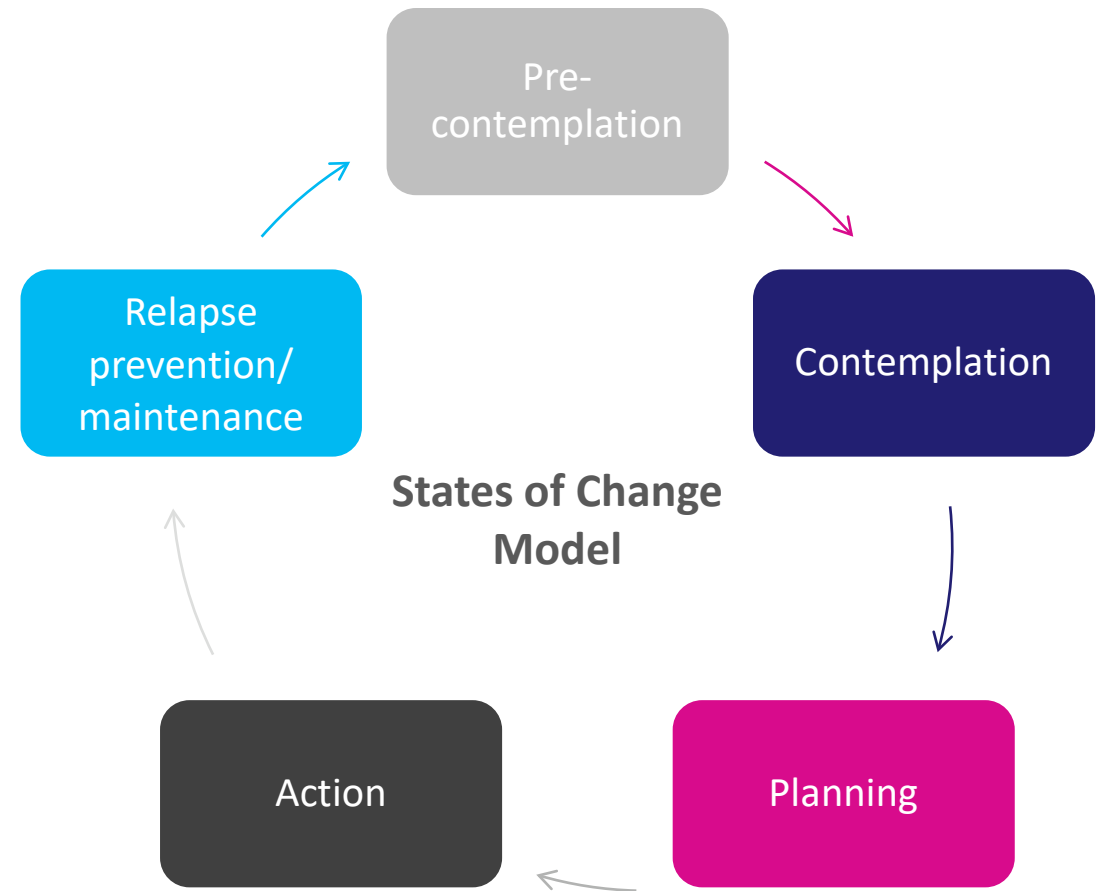 Pre-
contemplation
Contemplation
Planning
Action
Relapse
prevention/
maintenance
States of Change
Model